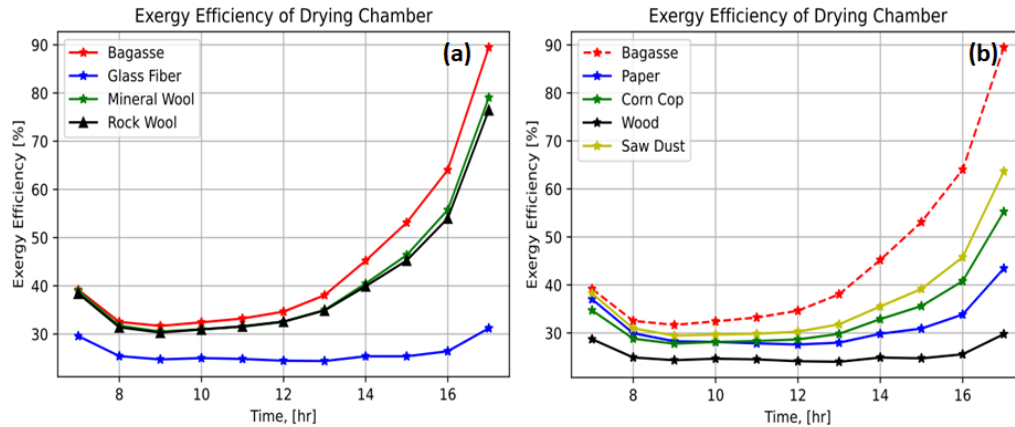 Exergy Efficiency of Drying Chamber
(a)
Bagasse
Glass Fiber
Mineral Wool
Rock Wool
Exergy Efficiency [%]
90
80
70
60
50
40
30
8
10
12
14
16
Time, [hr]
Exergy Efficiency of Drying Chamber
(b)
Bagasse
Paper
Corn Cop
Wood
Saw Dust
Exergy Efficiency [%]
90
80
70
60
50
40
30
8
10
12
14
16
Time, [hr]